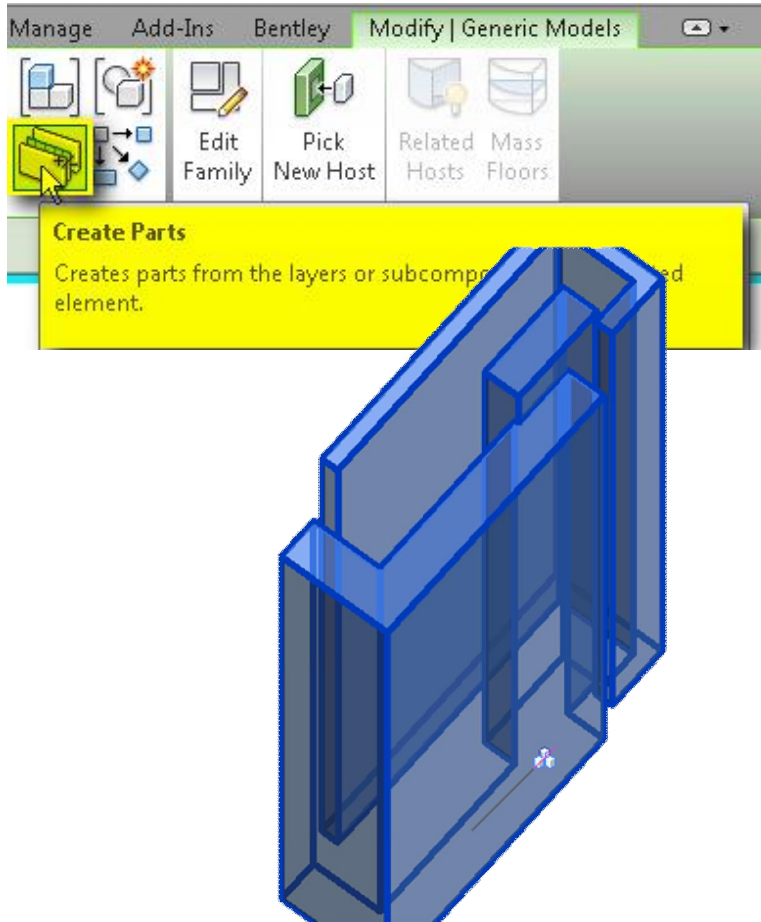 Manage Add-Ins Bentley Modify | Generic Models
Edit Family
Pick New Host
Related Hosts
Mass Floors
Create Parts
Creates parts from the layers or subcompo ed
element.